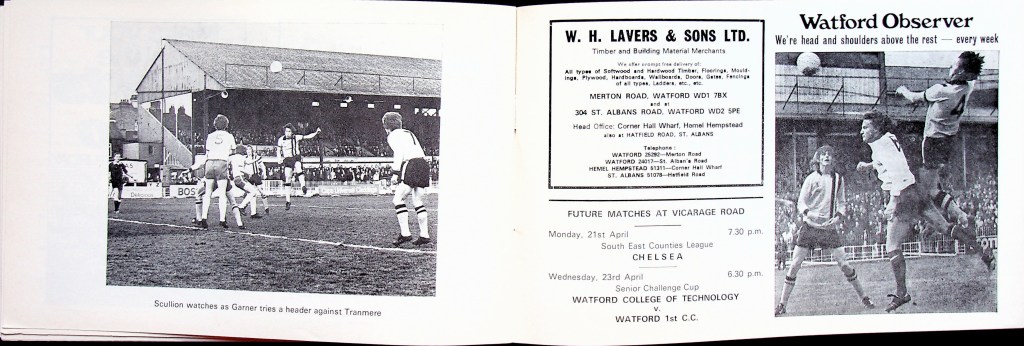 BOS
Scullion watches as Garner tries a header against Tranmere
W. H. LAVERS & SONS LTD.
Timber and Building Material Merchants
We offer prompt free delivery of:
All types of Softwood and Hardwood Timber, Floorings, Mould-
ings, Plywood, Hardboards, Wallboards, Doors, Gates, Fencings
of all types, Ladders, etc., etc.
MERTON ROAD, WATFORD WD1 7BX
and at
304 ST. ALBANS ROAD, WATFORD WD2 5PE
Head Office: Corner Hall Wharf, Hemel Hempstead
also at HATFIELD ROAD, ST. ALBANS
Telephone:
WATFORD 25292—Merton Road
WATFORD 24017—St. Alban's Road
HEMEL HEMPSTEAD 51311—Corner Hall Wharf
ST. ALBANS 51078—Hatfield Road
FUTURE MATCHES AT VICARAGE ROAD
Monday, 21st April 7.30 p.m.
South East Counties League
CHELSEA
Wednesday, 23rd April 6.30 p.m.
Senior Challenge Cup
WATFORD COLLEGE OF TECHNOLOGY
v.
WATFORD 1st C.C.
Watford Observer
We're head and shoulders above the rest — every week